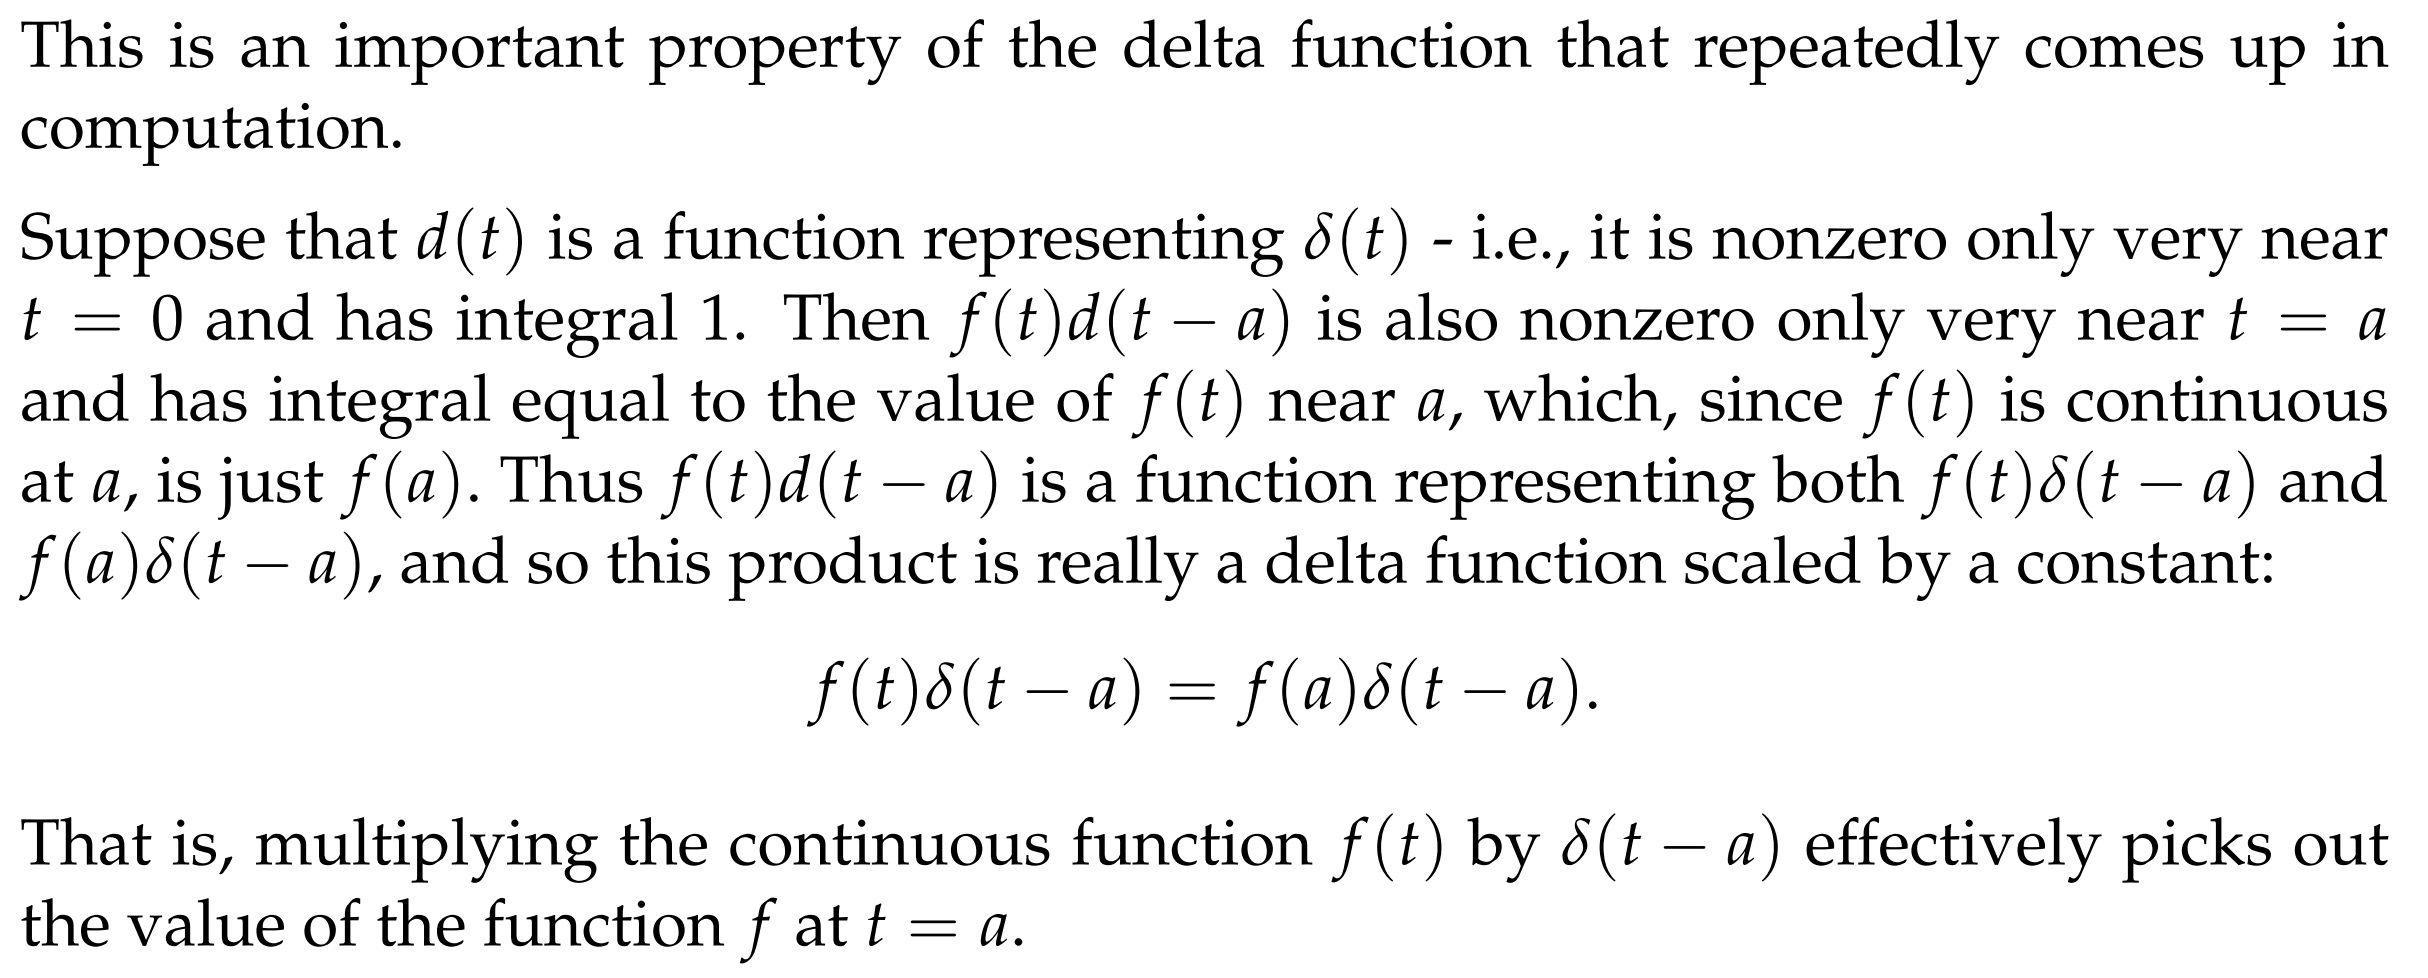 This is an important property of the delta function that repeatedly comes up in
computation.
Suppose that d(t) is a function representing δ(t) - i.e., it is nonzero only very near
t = 0 and has integral 1. Then f(t)d(t − a) is also nonzero only very near t = a
and has integral equal to the value of f(t) near a, which, since f(t) is continuous
at a, is just f(a). Thus f(t)d(t − a) is a function representing both f(t)δ(t − a) and
f(a)δ(t − a), and so this product is really a delta function scaled by a constant:
f(t)δ(t − a) = f(a)δ(t − a).
That is, multiplying the continuous function f(t) by δ(t − a) effectively picks out
the value of the function f at t = a.